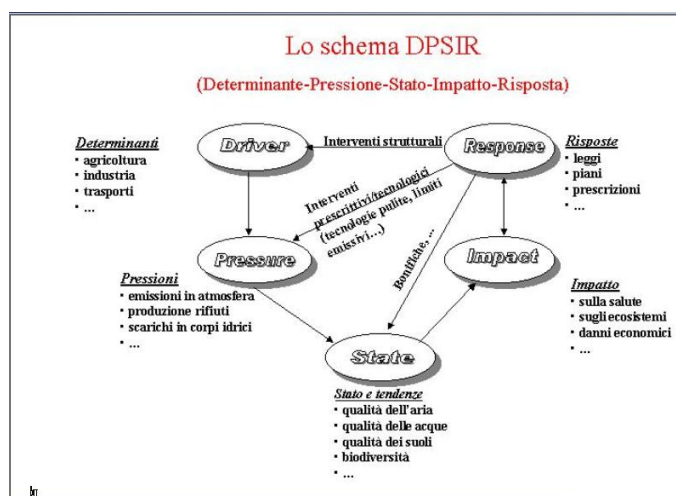 Lo schema DPSIR
(Determinante-Pressione-Stato-Impatto-Risposta)
Determinanti
• agricoltura
• industria
• trasporti
• ...
Driver
Interventi strutturali
Response
Risposte
• leggi
• piani
• prescrizioni
• ...
Interventi
prescrittivi/tecnologici
(tecnologie pulite, limiti
emissivi...)
Pressure
Bonifiche, ...
Impact
Pressioni
• emissioni in atmosfera
• produzione rifiuti
• scarichi in corpi idrici
• ...
Impatto
• sulla salute
• sugli ecosistemi
• danni economici
• ...
State
Stato e tendenze
• qualità dell'aria
• qualità delle acque
• qualità dei suoli
• biodiversità
• ...